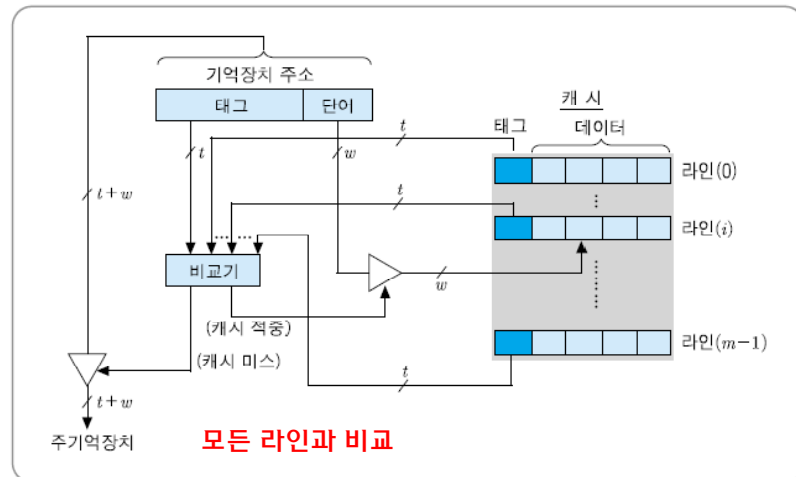 기억장치 주소
태그 단어
캐 시
태그 데이터
t
t w
라인(0)
t+w
t
라인(i)
비교기
w
(캐시 적중)
(캐시 미스)
라인(m-1)
t
t+w
주기억장치
모든 라인과 비교